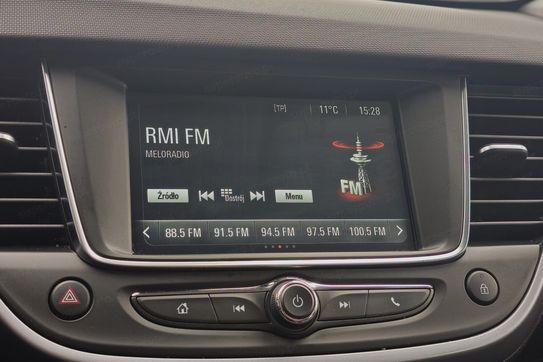 [TP] 11°C 15:28
RMI FM
MELORADIO
FM
Źródło Dostrój Menu
88.5 FM 91.5 FM 94.5 FM 97.5 FM 100.5 FM